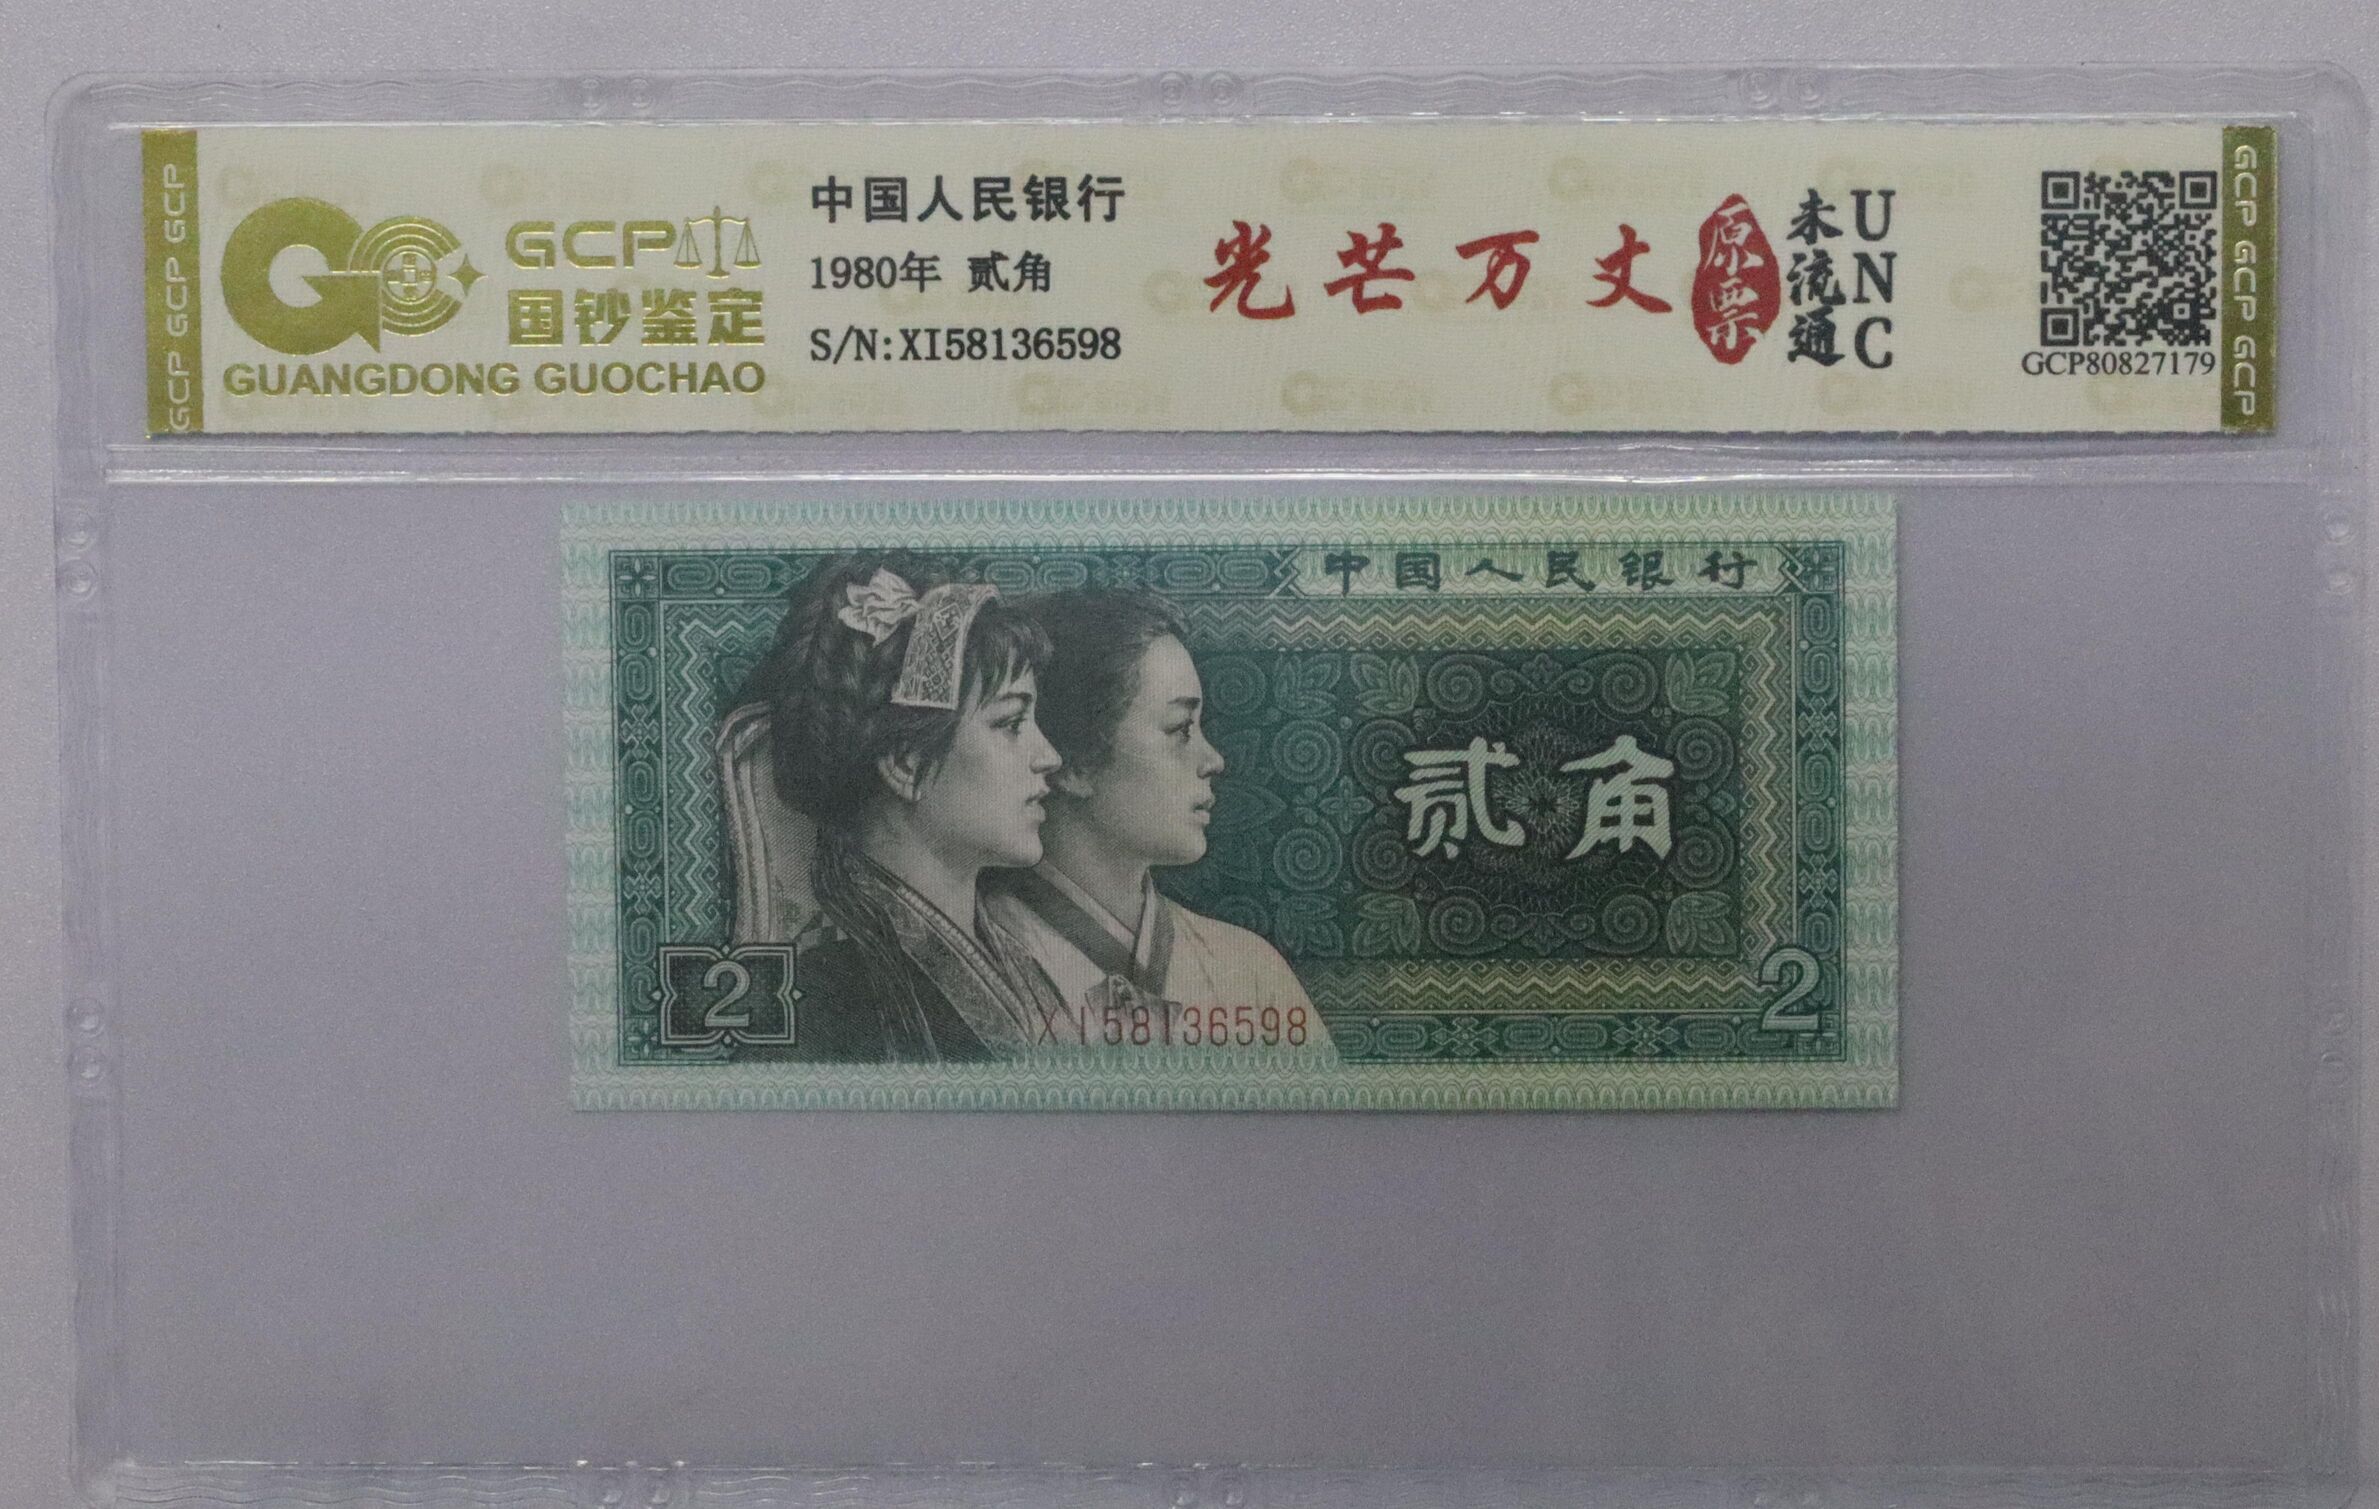 GCP GCP GCP
GCP
国钞鉴定
GUANGDONG GUOCHAO
中国人民银行
1980年 贰角
S/N:XI58136598
光芒万丈
原票
未流通
UNC
GCP80827179
GCP GCP GCP
中国人民银行
贰角
2
XI58136598
2